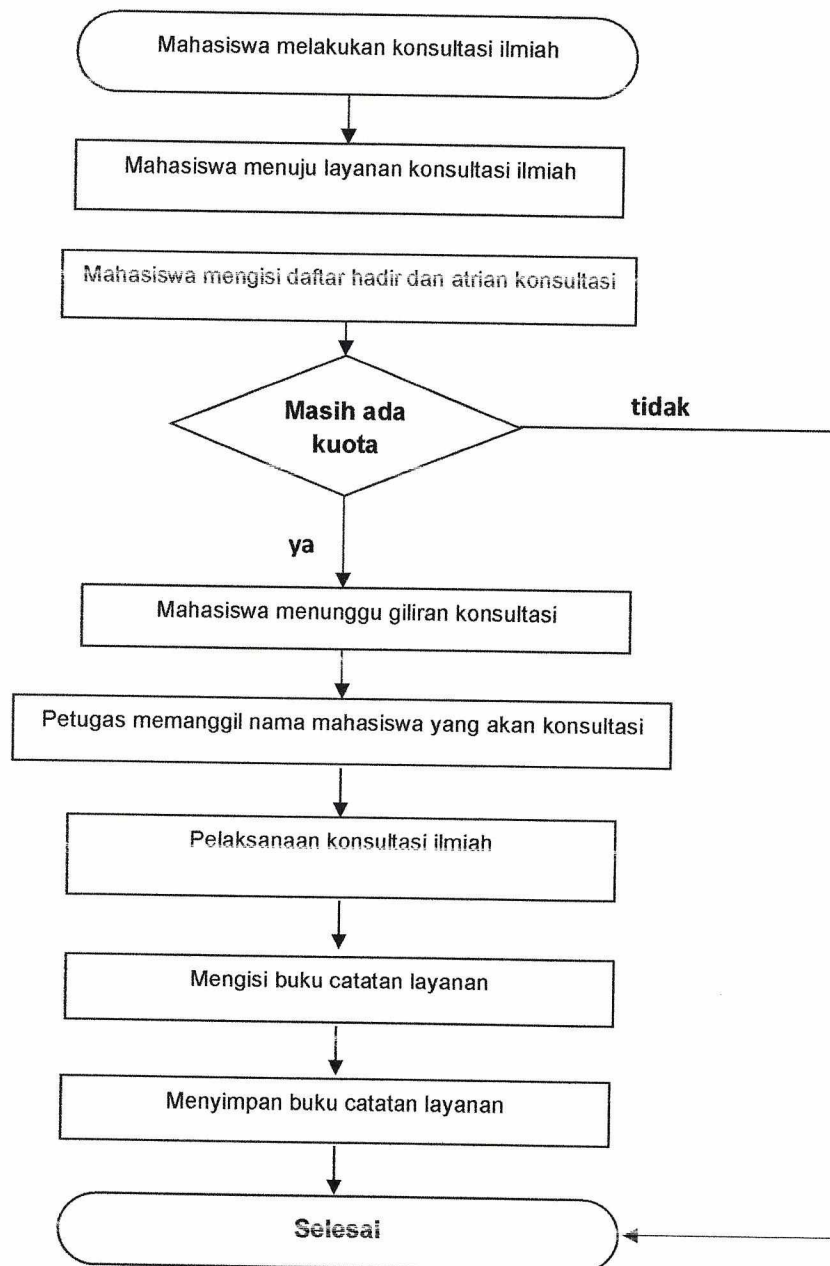 Mahasiswa melakukan konsultasi ilmiah
Mahasiswa menuju layanan konsultasi ilmiah
Mahasiswa mengisi daftar hadir dan atrian konsultasi
Masih ada
kuota
tidak
ya
Mahasiswa menunggu giliran konsultasi
Petugas memanggil nama mahasiswa yang akan konsultasi
Pelaksanaan konsultasi ilmiah
Mengisi buku catatan layanan
Menyimpan buku catatan layanan
Selesai